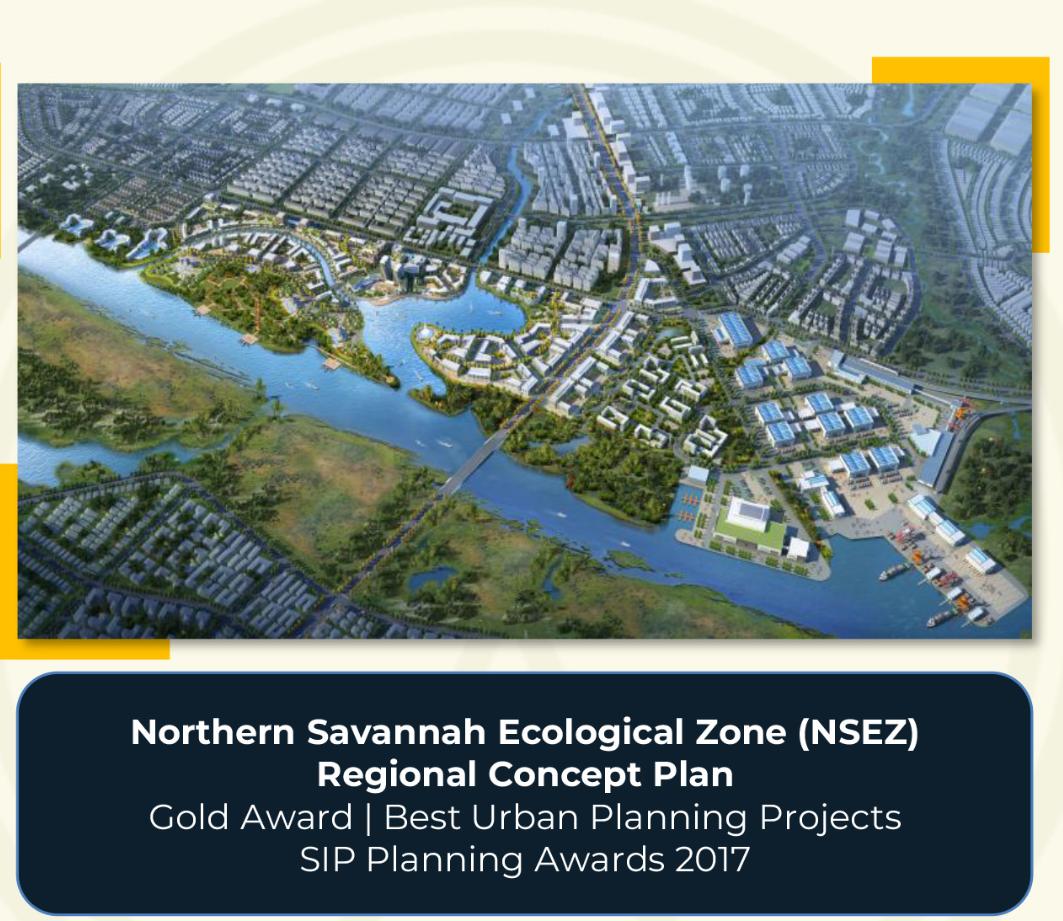 Northern Savannah Ecological Zone (NSEZ)
Regional Concept Plan
Gold Award | Best Urban Planning Projects
SIP Planning Awards 2017